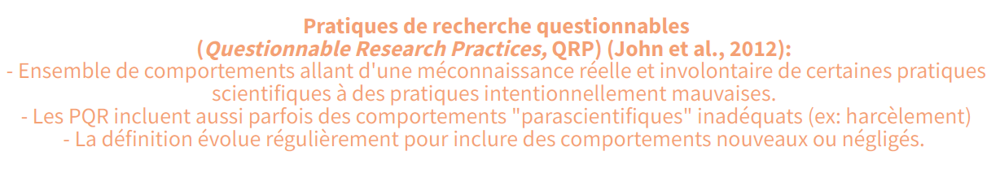 Pratiques de recherche questionnables
(Questionnable Research Practices, QRP) (John et al., 2012):
- Ensemble de comportements allant d'une méconnaissance réelle et involontaire de certaines pratiques
scientifiques à des pratiques intentionnellement mauvaises.
- Les PQR incluent aussi parfois des comportements "parascientifiques" inadéquats (ex: harcèlement)
- La définition évolue régulièrement pour inclure des comportements nouveaux ou négligés.